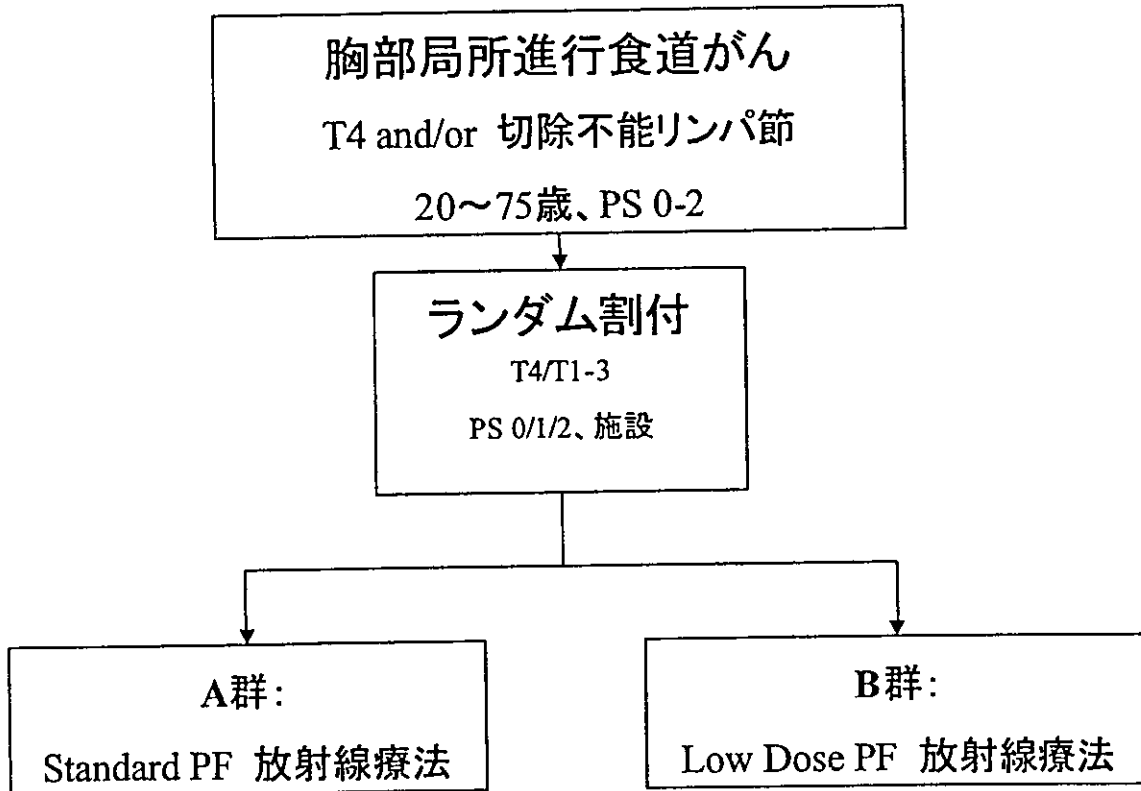 胸部局所進行食道がん
T4 and/or 切除不能リンパ節
20～75歳、PS 0-2
ランダム割付
T4/T1-3
PS 0/1/2、施設
A群：
Standard PF 放射線療法
B群：
Low Dose PF 放射線療法